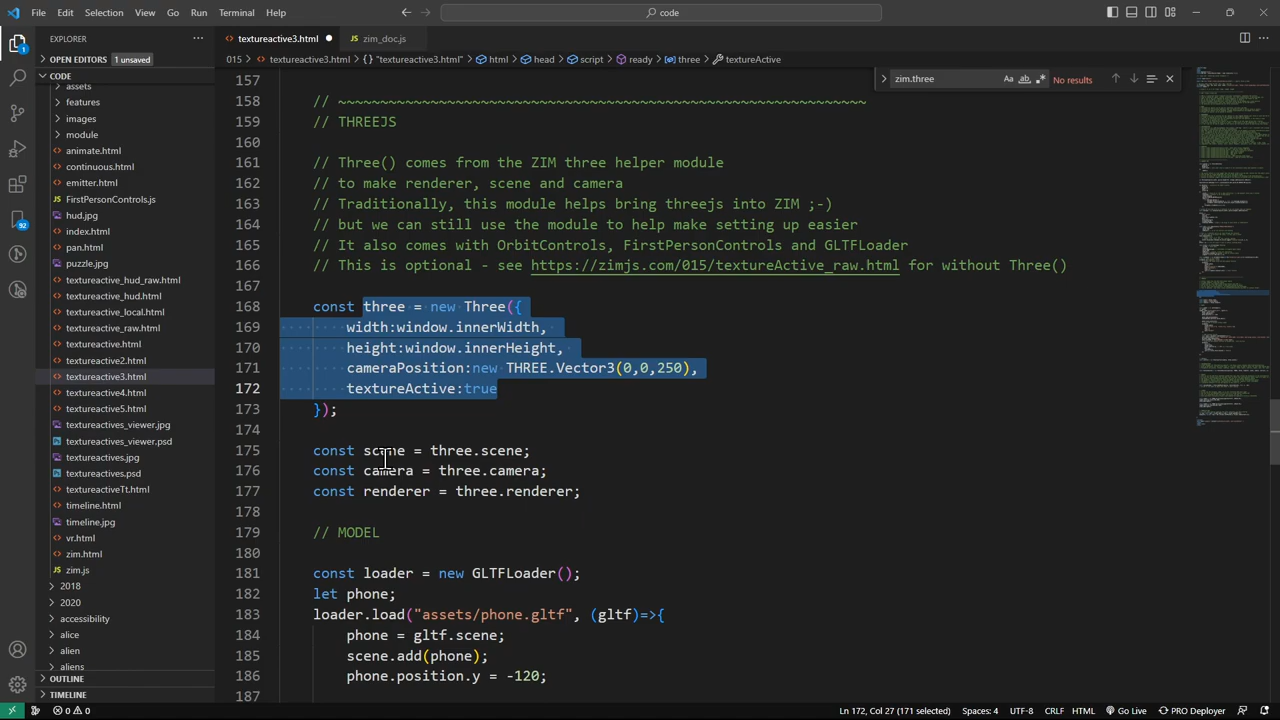 File Edit Selection View Go Run Terminal Help
code
EXPLORER
OPEN EDITORS 1 unsaved
CODE
assets
features
images
module
animate.html
continuous.html
emitter.html
FirstPersonControls.js
hud.jpg
index.html
pan.html
puzzle.jpg
textureactive_hud_raw.html
textureactive_hud.html
textureactive_local.html
textureactive_raw.html
textureactive.html
textureactive2.html
textureactive3.html
textureactive4.html
textureactive5.html
textureactives_viewer.jpg
textureactives_viewer.psd
textureactives.jpg
textureactives.psd
textureactiveTt.html
timeline.html
timeline.jpg
vr.html
zim.html
zim.js
2018
2020
accessibility
alice
alien
aliens
OUTLINE
TIMELINE
1
92
textureactive3.html
zim_doc.js
015 > textureactive3.html > "textureactive3.html" > html > head > script > ready > three > textureActive
zim.three
Aa ab
No results
157
158 // ~~~~~~~~~~~~~~~~~~~~~~~~~~~~~~~~~~~~~~~~~~~~~~~~~~~~~~~~~~~~~~~
159 // THREEJS
160
161 // Three() comes from the ZIM three helper module
162 // to make renderer, scene and camera
163 // Traditionally, this module helps bring threejs into ZIM ;-)
164 // but we can still use the module to help make setting up easier
165 // It also comes with OrbitControls, FirstPersonControls and GLTFLoader
166 // This is optional - see https://zimjs.com/015/textureActive_raw.html for without Three()
167
168 const three = new Three({
169 width:window.innerWidth,
170 height:window.innerHeight,
171 cameraPosition:new THREE.Vector3(0,0,250),
172 textureActive:true
173 });
174
175 const scene = three.scene;
176 const camera = three.camera;
177 const renderer = three.renderer;
178
179 // MODEL
180
181 const loader = new GLTFLoader();
182 let phone;
183 loader.load("assets/phone.gltf", (gltf)=>{
184 phone = gltf.scene;
185 scene.add(phone);
186 phone.position.y = -120;
187
0 0
Ln 172, Col 27 (171 selected) Spaces: 4 UTF-8 CRLF HTML Go Live PRO Deployer